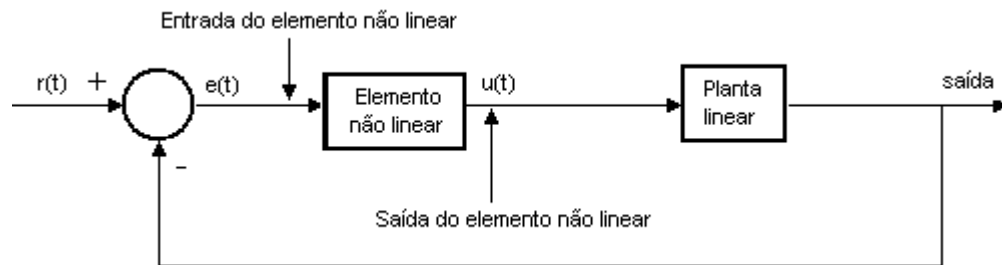 Entrada do elemento não linear
r(t)
+
e(t)
Elemento
não linear
u(t)
Planta
linear
saída
-
Saída do elemento não linear